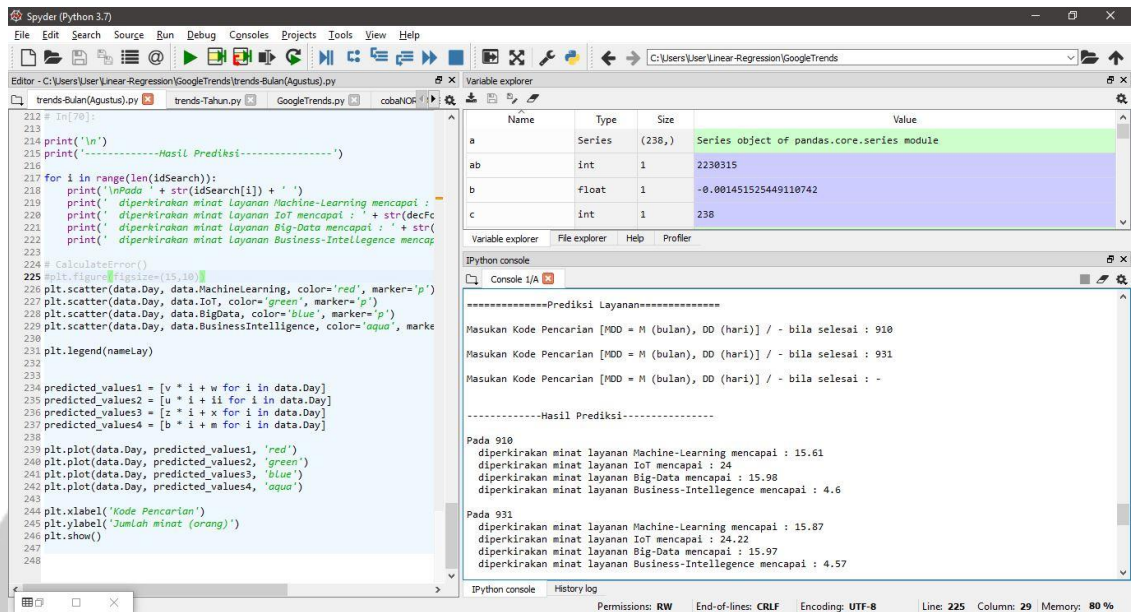 Spyder (Python 3.7)
File Edit Search Source Run Debug Consoles Projects Tools View Help
C:\Users\User\Linear-Regression\GoogleTrends
Editor - C:\Users\User\Linear-Regression\GoogleTrends\trends-Bulan(Agustus).py
trends-Bulan(Agustus).py trends-Tahun.py GoogleTrends.py cobaNOR
212 # In[70]:
213
214 print('\n')
215 print('-------------Hasil Prediksi----------------')
216
217 for i in range(len(idSearch)):
218 print('\nPada ' + str(idSearch[i]) + ' ')
219 print(' diperkirakan minat layanan Machine-Learning mencapai :
220 print(' diperkirakan minat layanan IoT mencapai : ' + str(decFo
221 print(' diperkirakan minat layanan Big-Data mencapai : ' + str(
222 print(' diperkirakan minat layanan Business-Intellegence mencap
223
224 # CalculateError()
225 #plt.figure(figsize=(15,10))
226 plt.scatter(data.Day, data.MachineLearning, color='red', marker='p')
227 plt.scatter(data.Day, data.IoT, color='green', marker='p')
228 plt.scatter(data.Day, data.BigData, color='blue', marker='p')
229 plt.scatter(data.Day, data.BusinessIntelligence, color='aqua', marke
230
231 plt.legend(nameLay)
232
233
234 predicted_values1 = [v * i + w for i in data.Day]
235 predicted_values2 = [u * i + ii for i in data.Day]
236 predicted_values3 = [z * i + x for i in data.Day]
237 predicted_values4 = [b * i + m for i in data.Day]
238
239 plt.plot(data.Day, predicted_values1, 'red')
240 plt.plot(data.Day, predicted_values2, 'green')
241 plt.plot(data.Day, predicted_values3, 'blue')
242 plt.plot(data.Day, predicted_values4, 'aqua')
243
244 plt.xlabel('Kode Pencarian')
245 plt.ylabel('Jumlah minat (orang)')
246 plt.show()
247
248
Variable explorer
Name Type Size Value
a Series (238,) Series object of pandas.core.series module
ab int 1 2230315
b float 1 -0.001451525449110742
c int 1 238
Variable explorer File explorer Help Profiler
IPython console
Console 1/A
==============Prediksi Layanan==============
Masukan Kode Pencarian [MDD = M (bulan), DD (hari)] / - bila selesai : 910
Masukan Kode Pencarian [MDD = M (bulan), DD (hari)] / - bila selesai : 931
Masukan Kode Pencarian [MDD = M (bulan), DD (hari)] / - bila selesai : -
-------------Hasil Prediksi----------------
Pada 910
diperkirakan minat layanan Machine-Learning mencapai : 15.61
diperkirakan minat layanan IoT mencapai : 24
diperkirakan minat layanan Big-Data mencapai : 15.98
diperkirakan minat layanan Business-Intellegence mencapai : 4.6
Pada 931
diperkirakan minat layanan Machine-Learning mencapai : 15.87
diperkirakan minat layanan IoT mencapai : 24.22
diperkirakan minat layanan Big-Data mencapai : 15.97
diperkirakan minat layanan Business-Intellegence mencapai : 4.57
IPython console History log
Permissions: RW End-of-lines: CRLF Encoding: UTF-8 Line: 225 Column: 29 Memory: 80 %